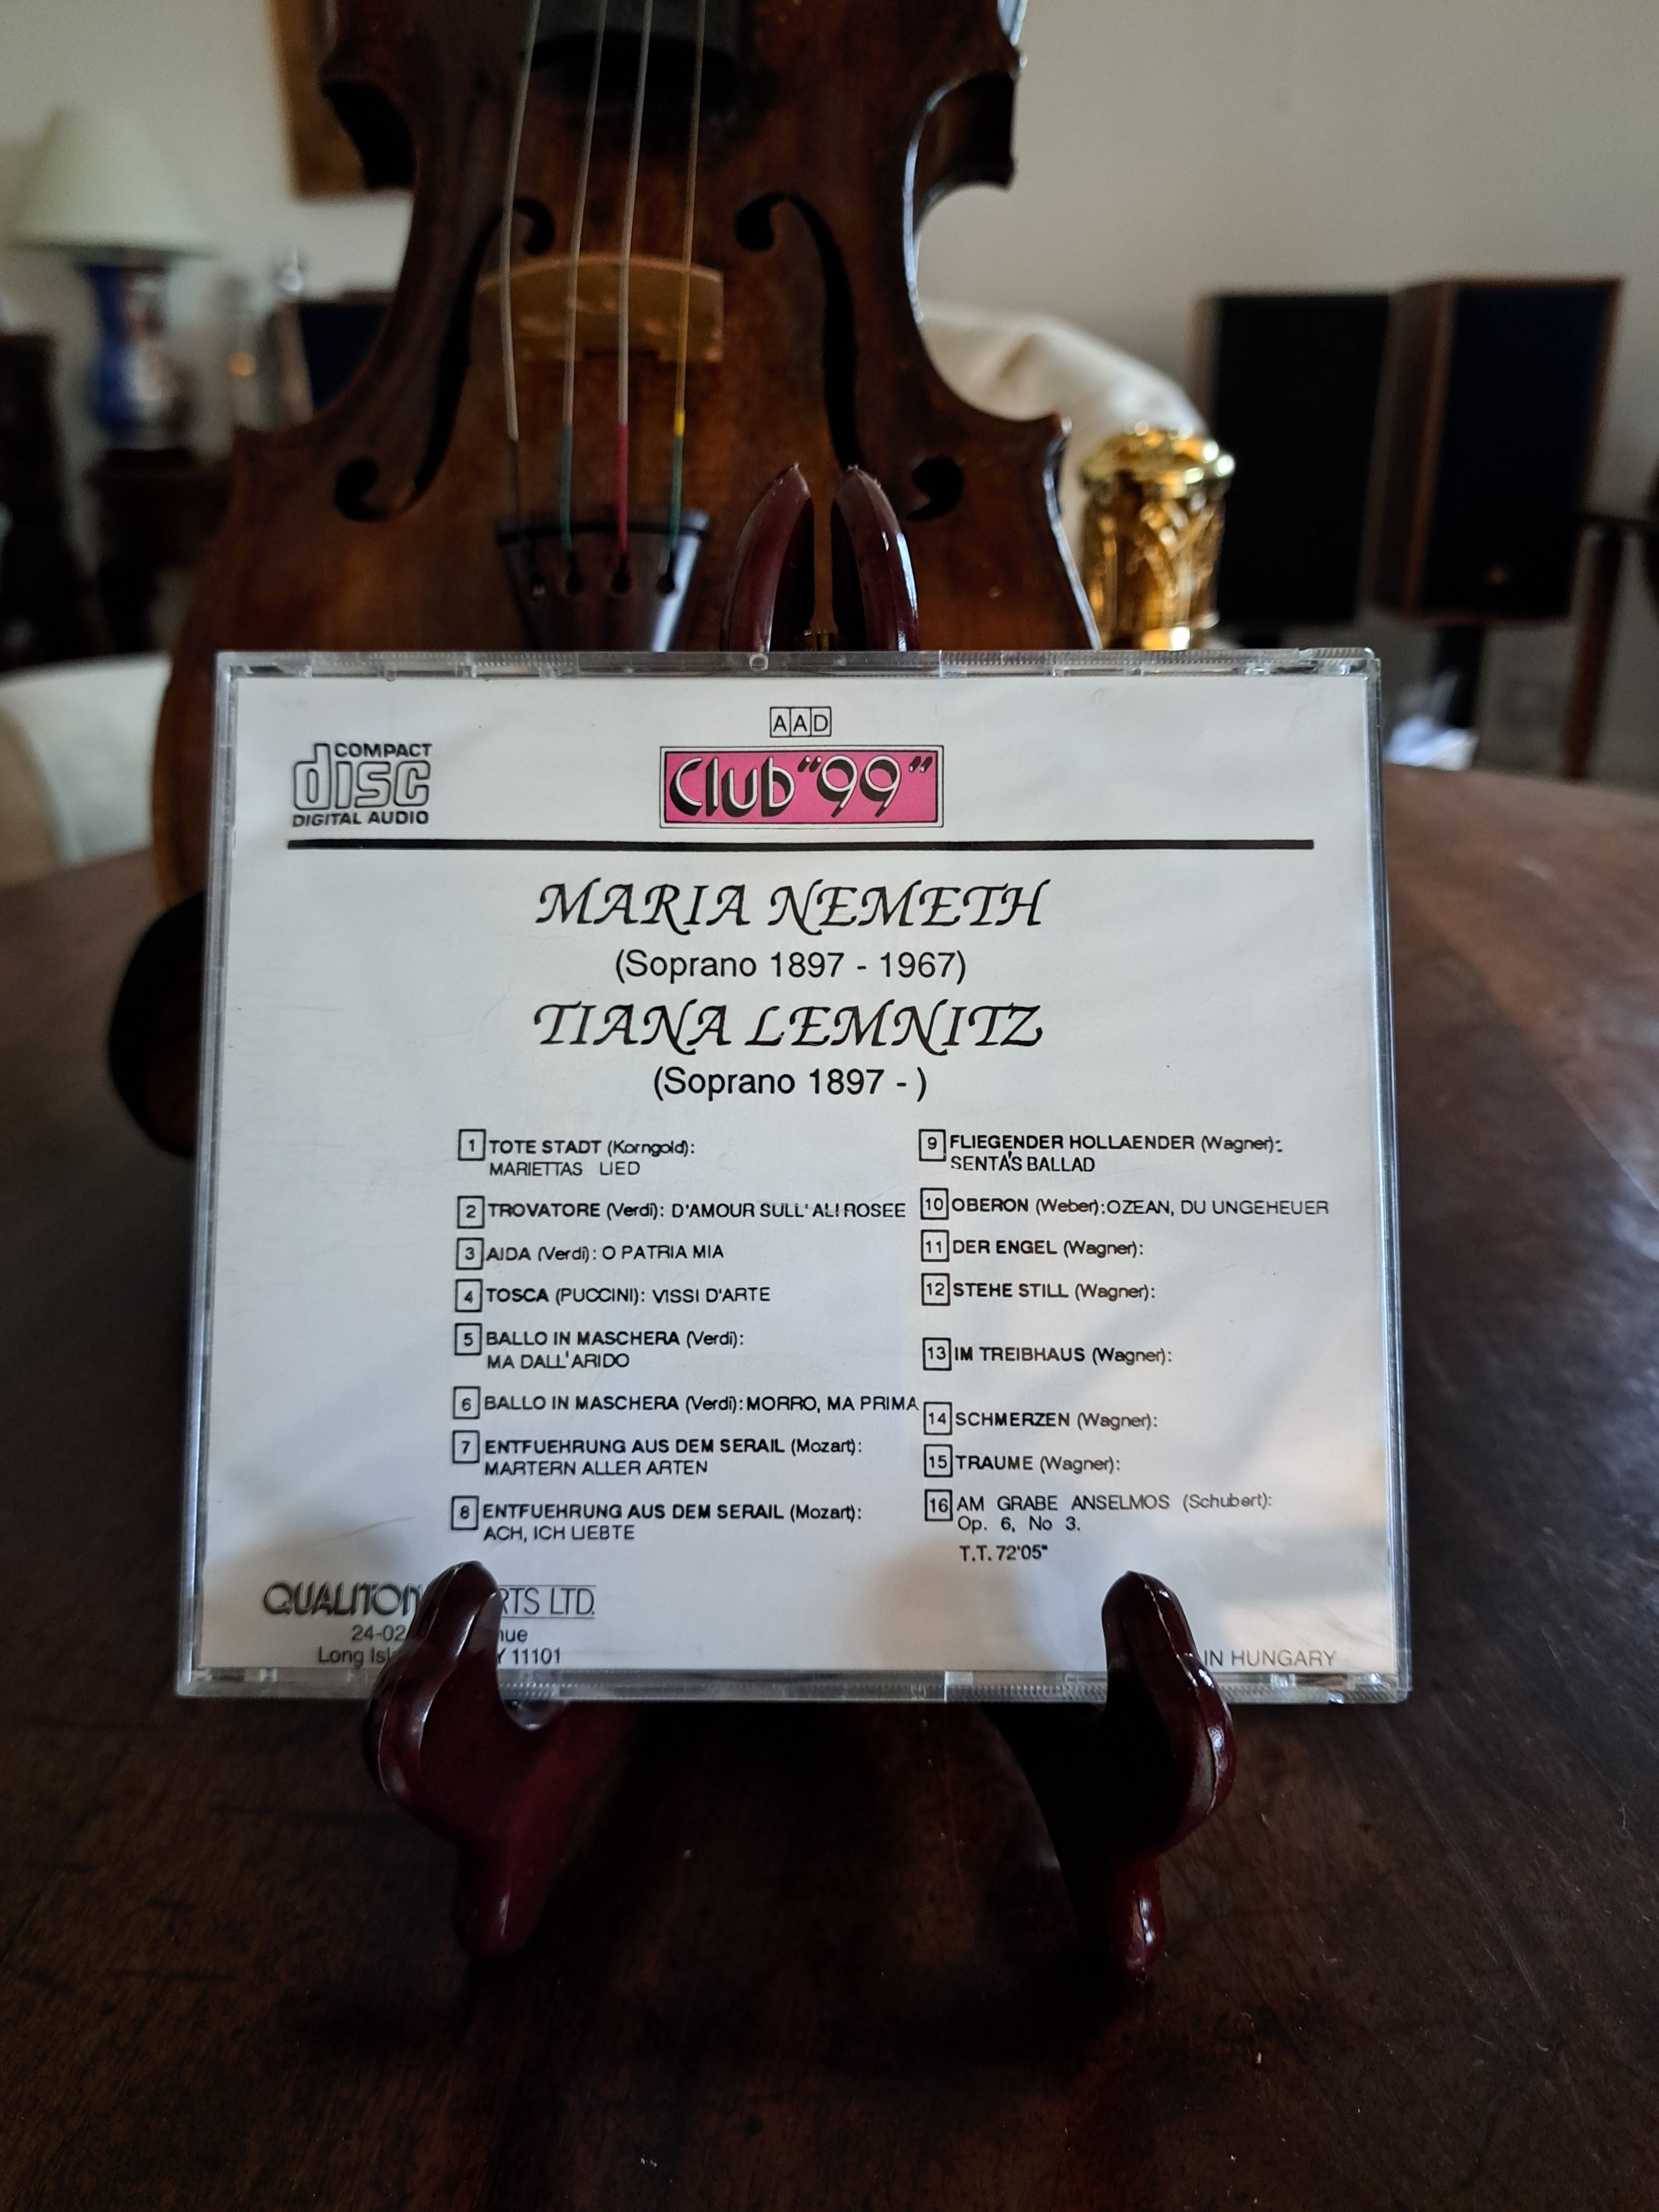 AAD
COMPACT
disc
DIGITAL AUDIO
Club "99"
MARIA NEMETH
(Soprano 1897 - 1967)
TIANA LEMNITZ
(Soprano 1897 - )
1 TOTE STADT (Korngold):
MARIETTAS LIED
2 TROVATORE (Verdi): D'AMOUR SULL' ALI ROSEE
3 AIDA (Verdi): O PATRIA MIA
4 TOSCA (PUCCINI): VISSI D'ARTE
5 BALLO IN MASCHERA (Verdi):
MA DALL'ARIDO
6 BALLO IN MASCHERA (Verdi): MORRO, MA PRIMA
7 ENTFUEHRUNG AUS DEM SERAIL (Mozart):
MARTERN ALLER ARTEN
8 ENTFUEHRUNG AUS DEM SERAIL (Mozart):
ACH, ICH LIEBTE
9 FLIEGENDER HOLLAENDER (Wagner):
SENTA'S BALLAD
10 OBERON (Weber): OZEAN, DU UNGEHEUER
11 DER ENGEL (Wagner):
12 STEHE STILL (Wagner):
13 IM TREIBHAUS (Wagner):
14 SCHMERZEN (Wagner):
15 TRAUME (Wagner):
16 AM GRABE ANSELMOS (Schubert):
Op. 6, No 3.
T.T. 72'05"
QUALITON LTD.
24-02
Long 11101
IN HUNGARY